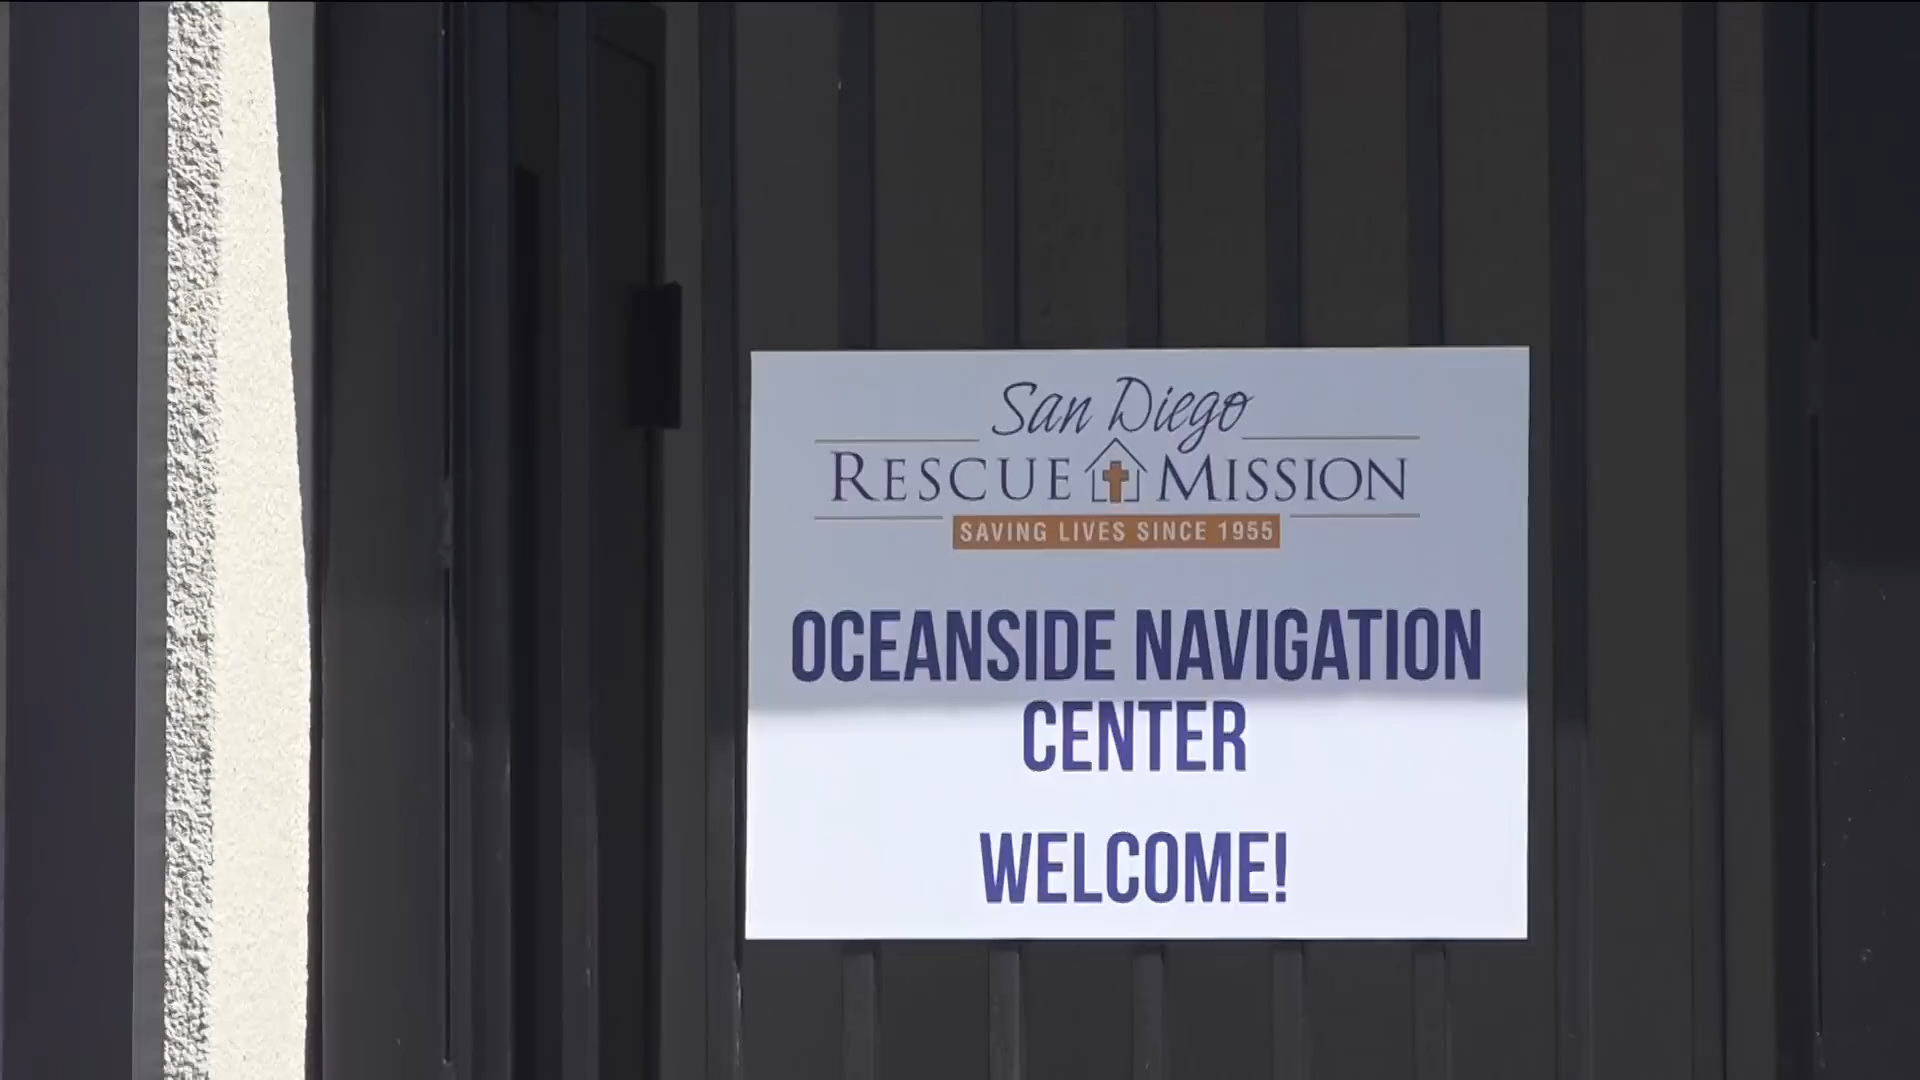 San Diego
RESCUE MISSION
SAVING LIVES SINCE 1955
OCEANSIDE NAVIGATION
CENTER
WELCOME!